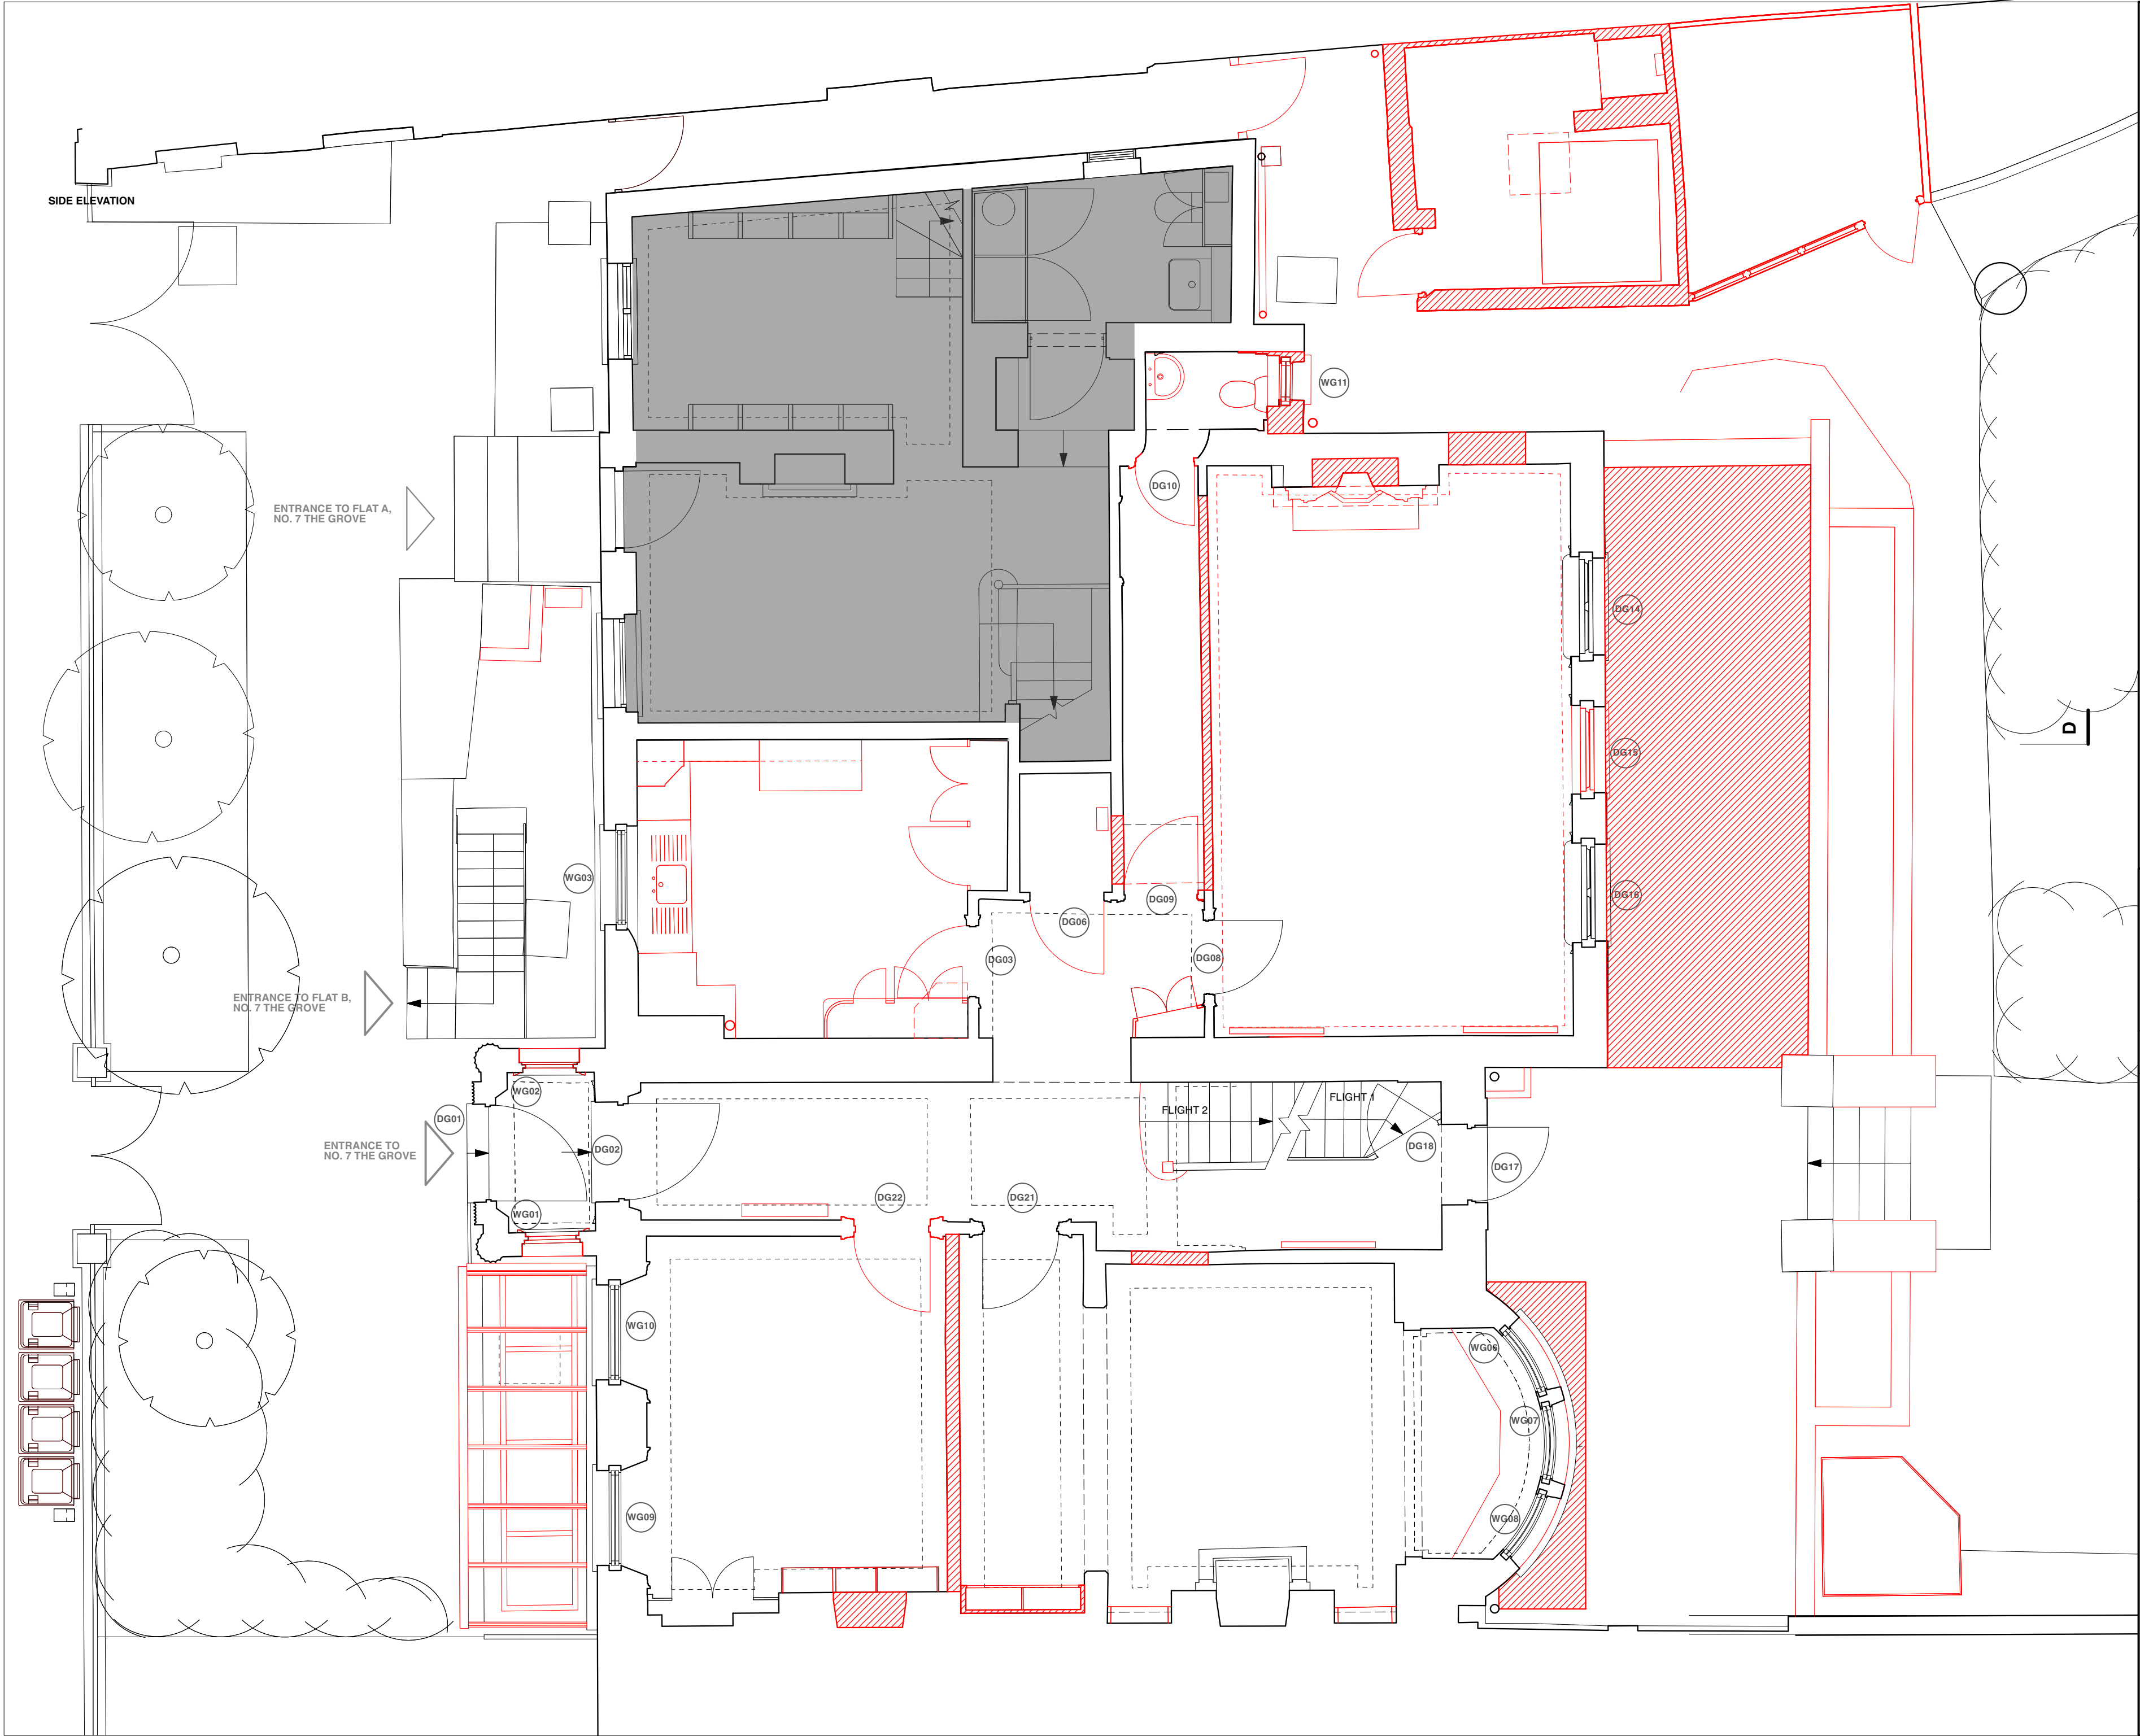 SIDE ELEVATION
WG11
DG10
ENTRANCE TO FLAT A,
NO. 7 THE GROVE
DG14
D
DG15
WG03
DG16
DG09
DG06
DG03
DG08
ENTRANCE TO FLAT B,
NO. 7 THE GROVE
WG02
DG01
FLIGHT 2
FLIGHT 1
ENTRANCE TO
NO. 7 THE GROVE
DG02
DG18
DG17
DG22
DG21
WG01
WG10
WG06
WG07
WG09
WG08